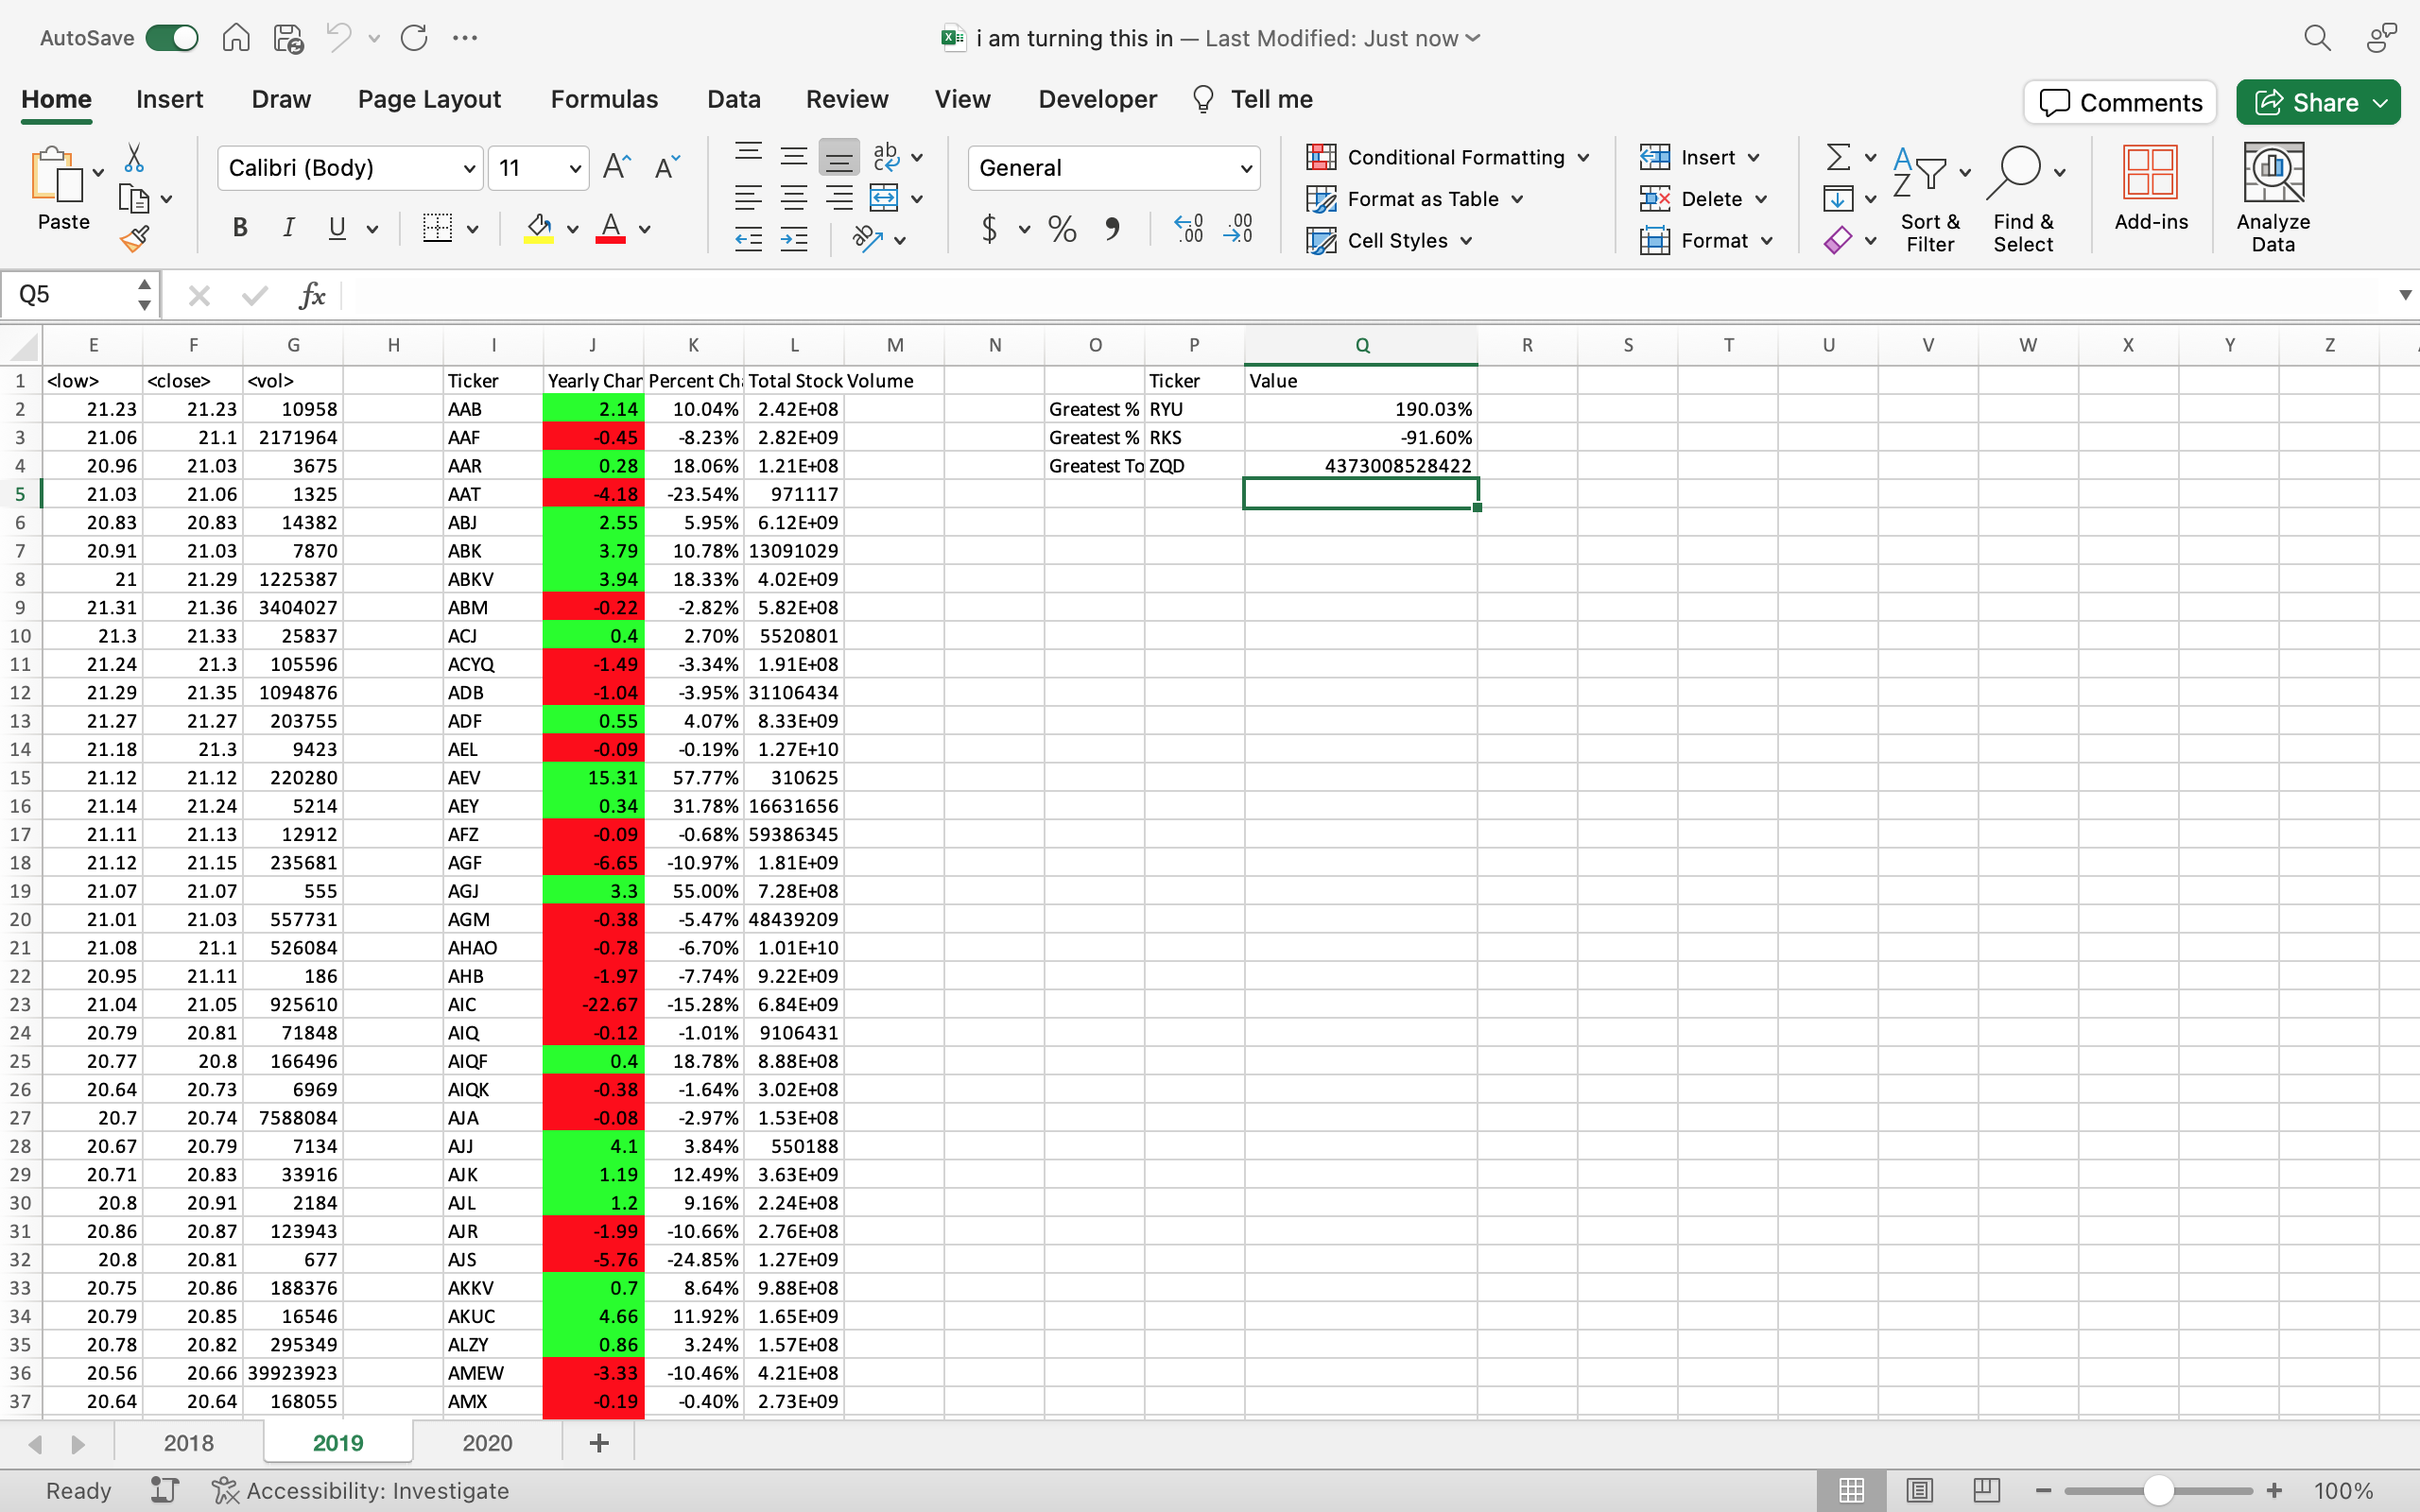 AutoSave i am turning this in — Last Modified: Just now
Home Insert Draw Page Layout Formulas Data Review View Developer Tell me Comments Share
Paste Calibri (Body) 11 General Conditional Formatting Format as Table Cell Styles Insert Delete Format Sort & Filter Find & Select Add-ins Analyze Data
Q5 fx
E F G H I J K L M N O P Q R S T U V W X Y Z
1 <low> <close> <vol> Ticker Yearly Char Percent Ch Total Stock Volume Ticker Value
2 21.23 21.23 10958 AAB 2.14 10.04% 2.42E+08 Greatest % RYU 190.03%
3 21.06 21.1 2171964 AAF -0.45 -8.23% 2.82E+09 Greatest % RKS -91.60%
4 20.96 21.03 3675 AAR 0.28 18.06% 1.21E+08 Greatest To ZQD 4373008528422
5 21.03 21.06 1325 AAT -4.18 -23.54% 971117
6 20.83 20.83 14382 ABJ 2.55 5.95% 6.12E+09
7 20.91 21.03 7870 ABK 3.79 10.78% 13091029
8 21 21.29 1225387 ABKV 3.94 18.33% 4.02E+09
9 21.31 21.36 3404027 ABM -0.22 -2.82% 5.82E+08
10 21.3 21.33 25837 ACJ 0.4 2.70% 5520801
11 21.24 21.3 105596 ACYQ -1.49 -3.34% 1.91E+08
12 21.29 21.35 1094876 ADB -1.04 -3.95% 31106434
13 21.27 21.27 203755 ADF 0.55 4.07% 8.33E+09
14 21.18 21.3 9423 AEL -0.09 -0.19% 1.27E+10
15 21.12 21.12 220280 AEV 15.31 57.77% 310625
16 21.14 21.24 5214 AEY 0.34 31.78% 16631656
17 21.11 21.13 12912 AFZ -0.09 -0.68% 59386345
18 21.12 21.15 235681 AGF -6.65 -10.97% 1.81E+09
19 21.07 21.07 555 AGJ 3.3 55.00% 7.28E+08
20 21.01 21.03 557731 AGM -0.38 -5.47% 48439209
21 21.08 21.1 526084 AHAO -0.78 -6.70% 1.01E+10
22 20.95 21.11 186 AHB -1.97 -7.74% 9.22E+09
23 21.04 21.05 925610 AIC -22.67 -15.28% 6.84E+09
24 20.79 20.81 71848 AIQ -0.12 -1.01% 9106431
25 20.77 20.8 166496 AIQF 0.4 18.78% 8.88E+08
26 20.64 20.73 6969 AIQK -0.38 -1.64% 3.02E+08
27 20.7 20.74 7588084 AJA -0.08 -2.97% 1.53E+08
28 20.67 20.79 7134 AJJ 4.1 3.84% 550188
29 20.71 20.83 33916 AJK 1.19 12.49% 3.63E+09
30 20.8 20.91 2184 AJL 1.2 9.16% 2.24E+08
31 20.86 20.87 123943 AJR -1.99 -10.66% 2.76E+08
32 20.8 20.81 677 AJS -5.76 -24.85% 1.27E+09
33 20.75 20.86 188376 AKKV 0.7 8.64% 9.88E+08
34 20.79 20.85 16546 AKUC 4.66 11.92% 1.65E+09
35 20.78 20.82 295349 ALZY 0.86 3.24% 1.57E+08
36 20.56 20.66 39923923 AMEW -3.33 -10.46% 4.21E+08
37 20.64 20.64 168055 AMX -0.19 -0.40% 2.73E+09
2018 2019 2020 +
Ready Accessibility: Investigate 100%